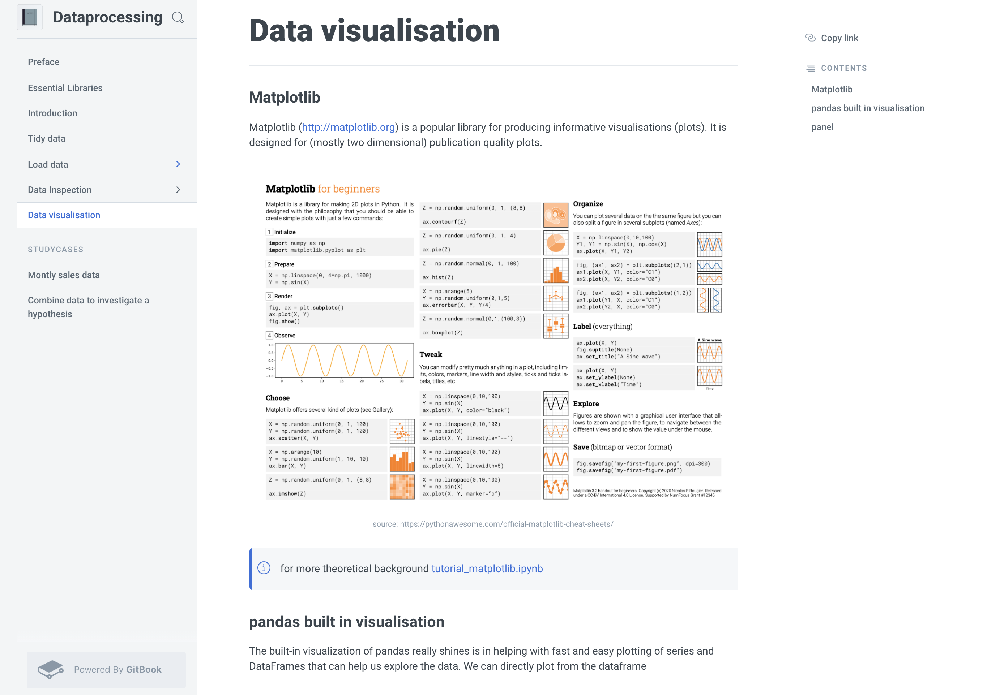 Dataprocessing
Preface
Essential Libraries
Introduction
Tidy data
Load data
Data Inspection
Data visualisation
STUDYCASES
Montly sales data
Combine data to investigate a
hypothesis
Powered By GitBook
Data visualisation
Matplotlib
Matplotlib (http://matplotlib.org) is a popular library for producing informative visualisations (plots). It is
designed for (mostly two dimensional) publication quality plots.
Matplotlib for beginners
Matplotlib is a library for making 2D plots in Python. It is
designed with the philosophy that you should be able to
create simple plots with just a few commands:
1 Initialize
import numpy as np
import matplotlib.pyplot as plt
2 Prepare
X = np.linspace(0, 4*np.pi, 1000)
Y = np.sin(X)
3 Render
fig, ax = plt.subplots()
ax.plot(X, Y)
fig.show()
4 Observe
1.0
0.5
0.0
−0.5
−1.0
0 5 10 15 20 25 30
Choose
Matplotlib offers several kind of plots (see Gallery):
X = np.random.uniform(0, 1, 100)
Y = np.random.uniform(0, 1, 100)
ax.scatter(X, Y)
X = np.arange(10)
Y = np.random.uniform(1, 10, 10)
ax.bar(X, Y)
Z = np.random.uniform(0, 1, (8,8)
ax.imshow(Z)
Z = np.random.uniform(0, 1, (8,8)
ax.contourf(Z)
Z = np.random.uniform(0, 1, 4)
ax.pie(Z)
Z = np.random.normal(0, 1, 100)
ax.hist(Z)
X = np.arange(5)
Y = np.random.uniform(0,1,5)
ax.errorbar(X, Y, Y/4)
Z = np.random.normal(0,1,(100,3))
ax.boxplot(Z)
Tweak
You can modify pretty much anything in a plot, including lim-
its, colors, markers, line width and styles, ticks and ticks la-
bels, titles, etc.
X = np.linspace(0,10,100)
Y = np.sin(X)
ax.plot(X, Y, color="black")
X = np.linspace(0,10,100)
Y = np.sin(X)
ax.plot(X, Y, linestyle="--")
X = np.linspace(0,10,100)
Y = np.sin(X)
ax.plot(X, Y, linewidth=5)
X = np.linspace(0,10,100)
Y = np.sin(X)
ax.plot(X, Y, marker="o")
Organize
You can plot several data on the the same figure but you can
also split a figure in several subplots (named Axes):
X = np.linspace(0,10,100)
Y1, Y1 = np.sin(X), np.cos(X)
ax.plot(X, Y1, Y2)
fig, (ax1, ax2) = plt.subplots((2,1))
ax1.plot(X, Y1, color="C1")
ax2.plot(X, Y2, color="C0")
fig, (ax1, ax2) = plt.subplots((1,2))
ax1.plot(Y1, X, color="C1")
ax2.plot(Y2, X, color="C0")
Label (everything)
ax.plot(X, Y)
fig.suptitle(None)
ax.set_title("A Sine wave")
A Sine wave
ax.plot(X, Y)
ax.set_ylabel(None)
ax.set_xlabel("Time")
Time
Explore
Figures are shown with a graphical user interface that al-
lows to zoom and pan the figure, to navigate between the
different views and to show the value under the mouse.
Save (bitmap or vector format)
fig.savefig("my-first-figure.png", dpi=300)
fig.savefig("my-first-figure.pdf")
Matplotlib 3.2 handout for beginners. Copyright (c) 2020 Nicolas P. Rougier. Released
under a CC-BY International 4.0 License. Supported by NumFocus Grant #12345.
source: https://pythonawesome.com/official-matplotlib-cheat-sheets/
for more theoretical background tutorial_matplotlib.ipynb
pandas built in visualisation
The built-in visualization of pandas really shines is in helping with fast and easy plotting of series and
DataFrames that can help us explore the data. We can directly plot from the dataframe
Copy link
CONTENTS
Matplotlib
pandas built in visualisation
panel